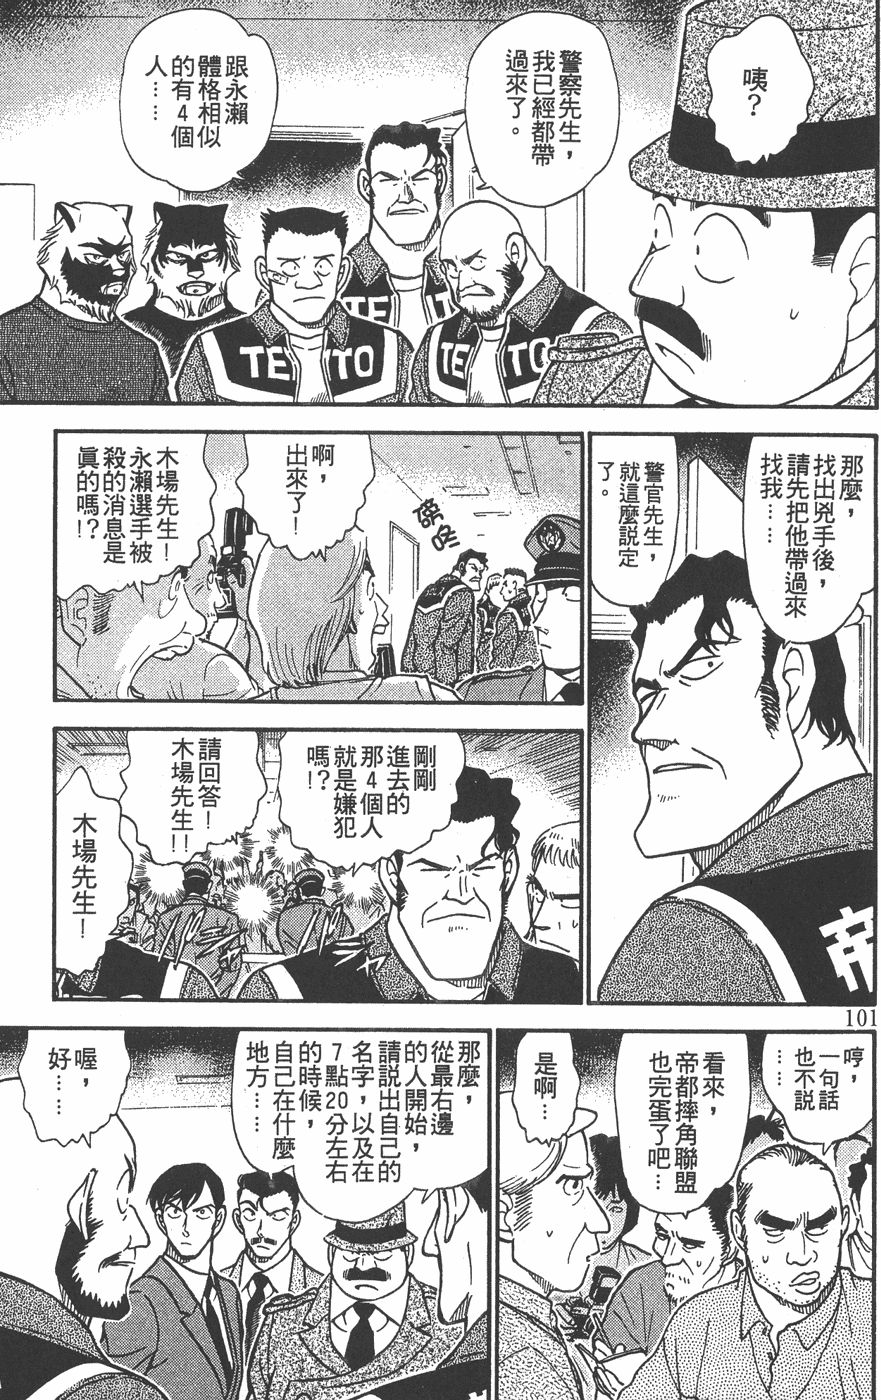 咦？
警察先生，
我已經都帶
過來了。
跟永瀨
體格相似
的有4個
人……
TE
TE
TO
TE
TO
那麼，
找出兇手後，
請先把他帶過來
找我……
警官先生，
就這麼說定
了。
帝
磅咚
啊，
出來了！
木場先生！
永瀨選手被
殺的消息是
真的嗎！？
剛剛
進去的
那4個人
就是嫌犯
嗎！？
請回答！
木場先生！！
木場先生！
101
哼，
一句話
也不說
……
看來，
帝都摔角聯盟
也完蛋了吧…
是啊…
那麼，
從最右邊
的人開始，
請說出自己的
名字，以及在
7點20分左右
的時候，
自己在什麼
地方……
喔，
好……